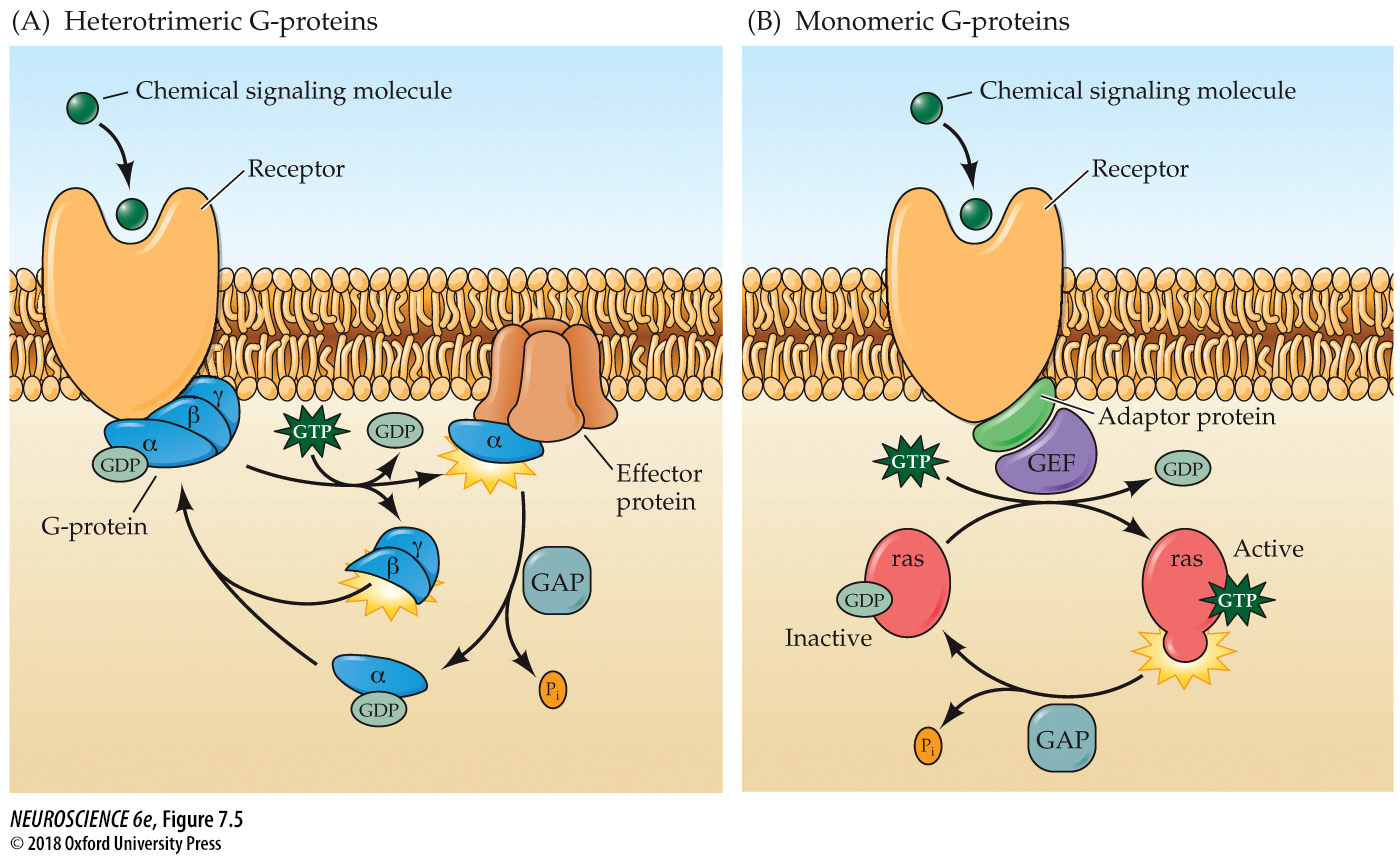 (A) Heterotrimeric G-proteins
Chemical signaling molecule
Receptor
γ
β
α
GDP
GTP
GDP
α
Effector
protein
G-protein
γ
β
GAP
α
GDP
Pi
(B) Monomeric G-proteins
Chemical signaling molecule
Receptor
Adaptor protein
GEF
GTP
GDP
ras
GDP
Inactive
ras
Active
GTP
Pi
GAP
NEUROSCIENCE 6e, Figure 7.5
© 2018 Oxford University Press